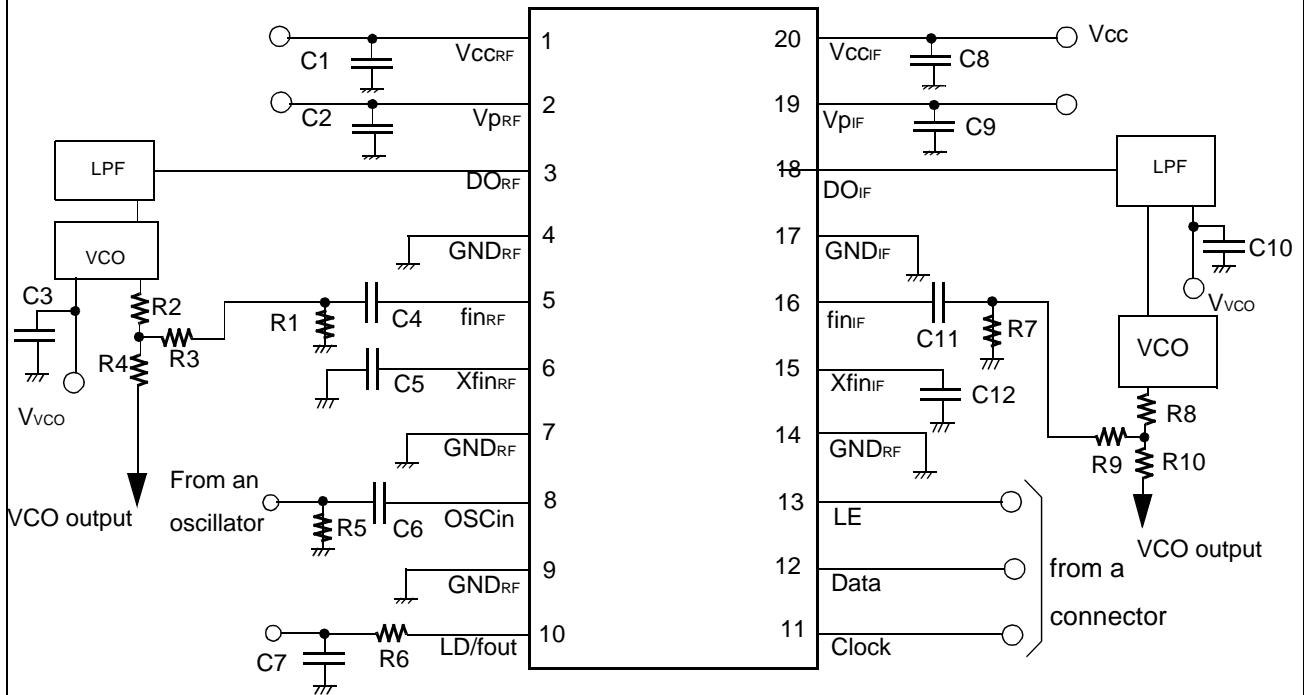 1
VccRF
C1
2
VpRF
C2
LPF
3
DORF
VCO
4
GNDRF
C3
R2
R3
R4
VVCO
VCO output
R1
C4
5
finRF
C5
6
XfinRF
7
GNDRF
From an
oscillator
R5
C6
8
OSCin
9
GNDRF
C7
R6
10
LD/fout
20
VccIF
C8
Vcc
19
VpIF
C9
18
DOIF
LPF
C10
VVCO
17
GNDIF
16
finIF
C11
R7
VCO
15
XfinIF
C12
R8
R9
R10
VCO output
14
GNDRF
13
LE
12
Data
11
Clock
from a
connector